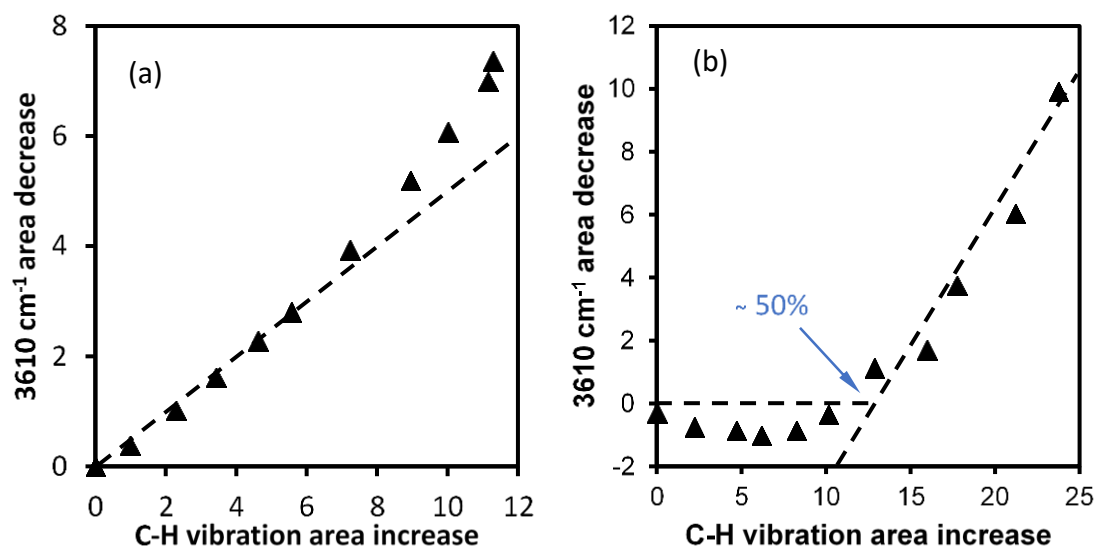 (a)
8
6
4
2
0
3610 cm⁻¹ area decrease
0 2 4 6 8 10 12
C-H vibration area increase
(b)
12
10
8
6
4
2
0
-2
3610 cm⁻¹ area decrease
~ 50%
0 5 10 15 20 25
C-H vibration area increase